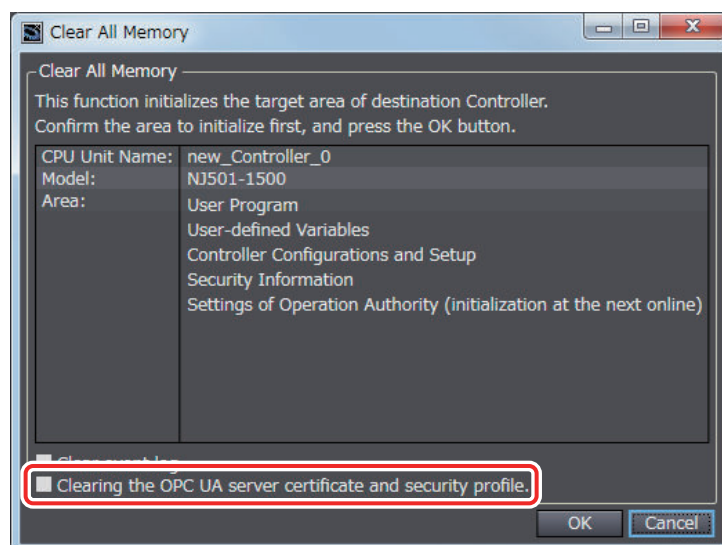 Clear All Memory
Clear All Memory
This function initializes the target area of destination Controller.
Confirm the area to initialize first, and press the OK button.
CPU Unit Name: new_Controller_0
Model: NJ501-1500
Area: User Program
User-defined Variables
Controller Configurations and Setup
Security Information
Settings of Operation Authority (initialization at the next online)
Clear event log
Clearing the OPC UA server certificate and security profile.
OK Cancel